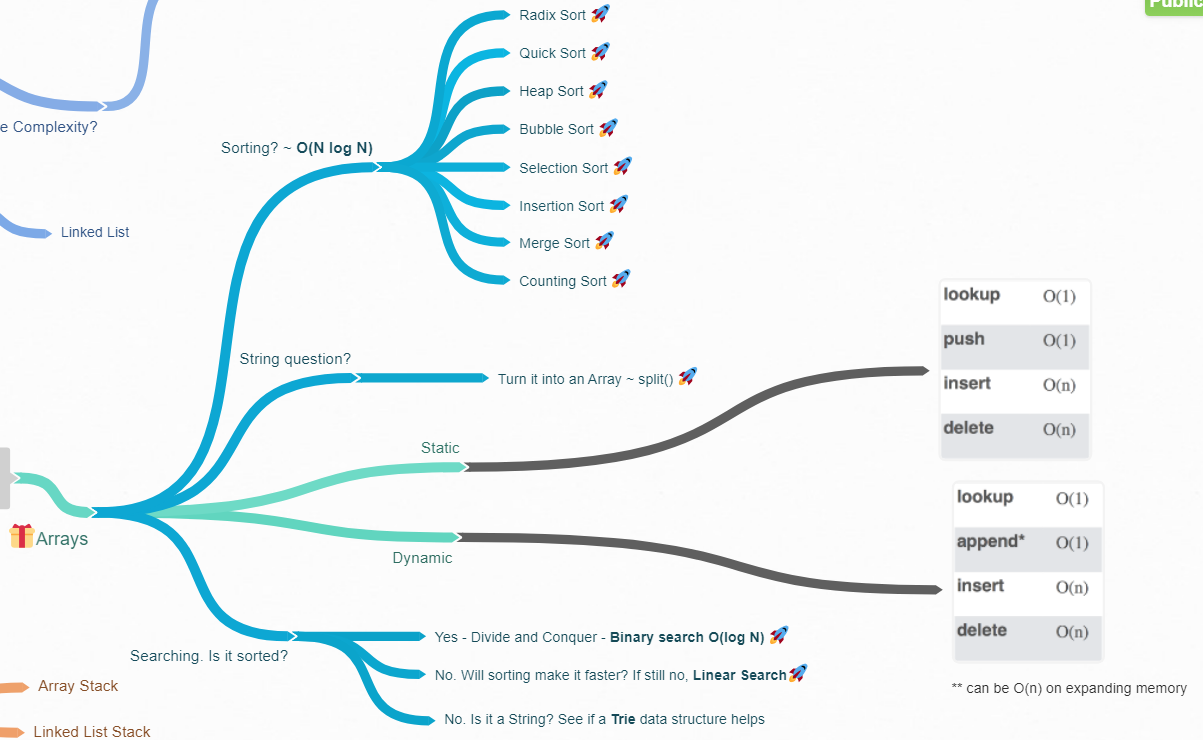 Public
Radix Sort
Quick Sort
Heap Sort
Bubble Sort
Selection Sort
Insertion Sort
Merge Sort
Counting Sort
e Complexity?
Sorting? ~ O(N log N)
Linked List
String question?
Turn it into an Array ~ split()
Static
lookup O(1)
push O(1)
insert O(n)
delete O(n)
Arrays
Dynamic
lookup O(1)
append* O(1)
insert O(n)
delete O(n)
** can be O(n) on expanding memory
Searching. Is it sorted?
Yes - Divide and Conquer - Binary search O(log N)
No. Will sorting make it faster? If still no, Linear Search
No. Is it a String? See if a Trie data structure helps
Array Stack
Linked List Stack